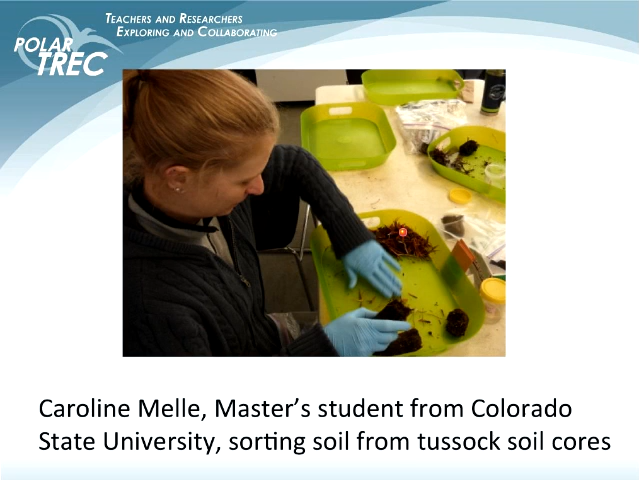 TEACHERS AND RESEARCHERS
EXPLORING AND COLLABORATING
POLAR
TREC
Caroline Melle, Master's student from Colorado
State University, sorting soil from tussock soil cores